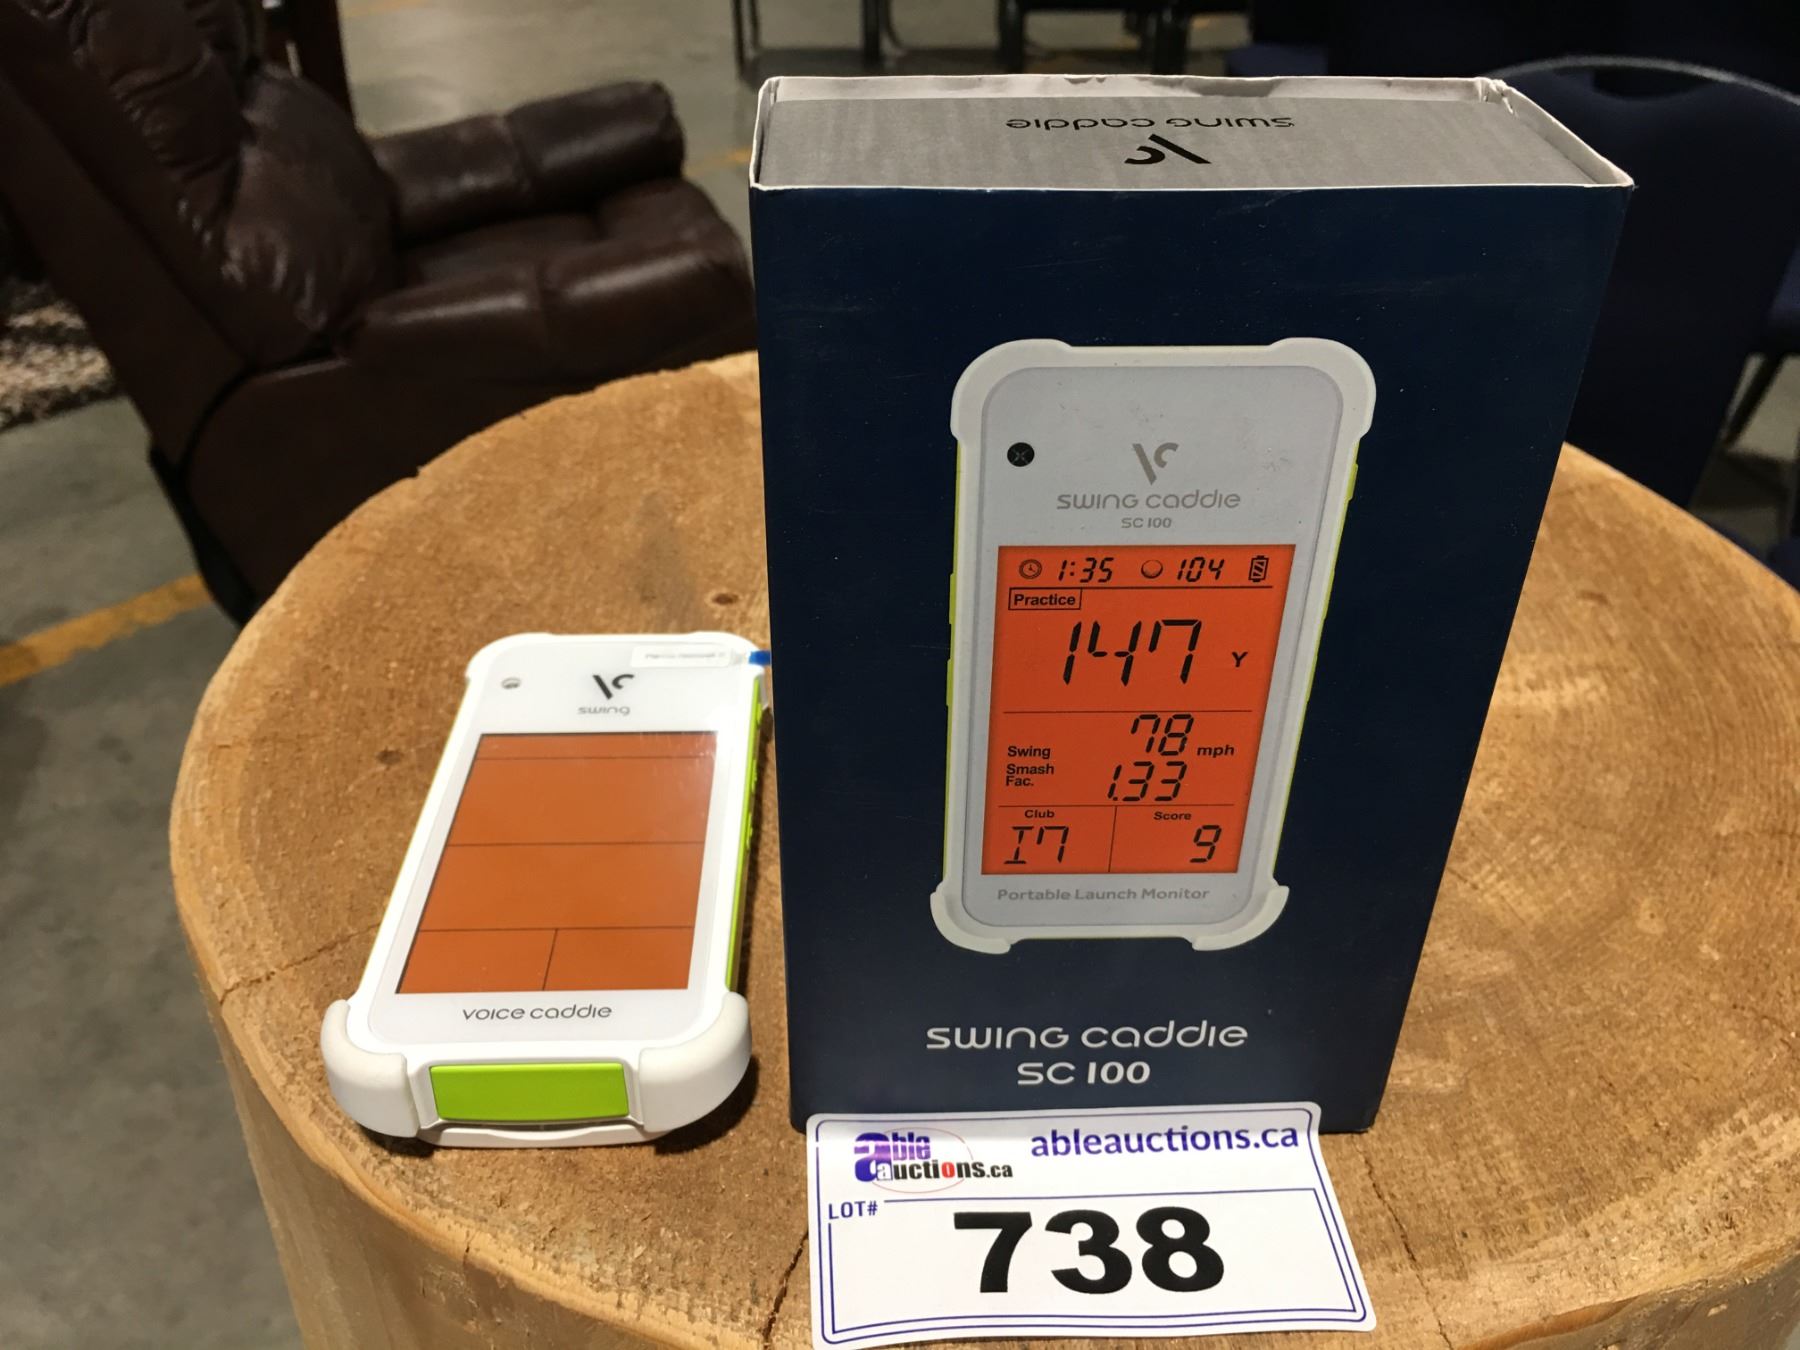 swing caddie
swing caddie
SC 100
1:35 104
Practice
147 Y
Swing 78 mph
Smash
Fac. 1.33
Club Score
I7 9
Portable Launch Monitor
swing caddie
SC 100
swing
voice caddie
able
auctions.ca
ableauctions.ca
LOT#
738